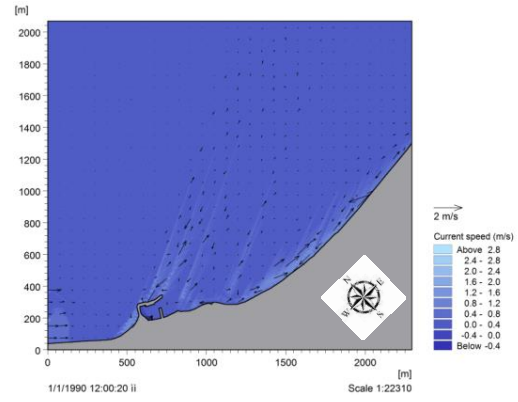 [m]
2000
1800
1600
1400
1200
1000
800
600
400
200
0
0
500
1000
1500
2000
[m]
N
E
W
S
2 m/s
Current speed (m/s)
Above 2.8
2.4 - 2.8
2.0 - 2.4
1.6 - 2.0
1.2 - 1.6
0.8 - 1.2
0.4 - 0.8
0.0 - 0.4
-0.4 - 0.0
Below -0.4
1/1/1990 12:00:20 ìì
Scale 1:22310